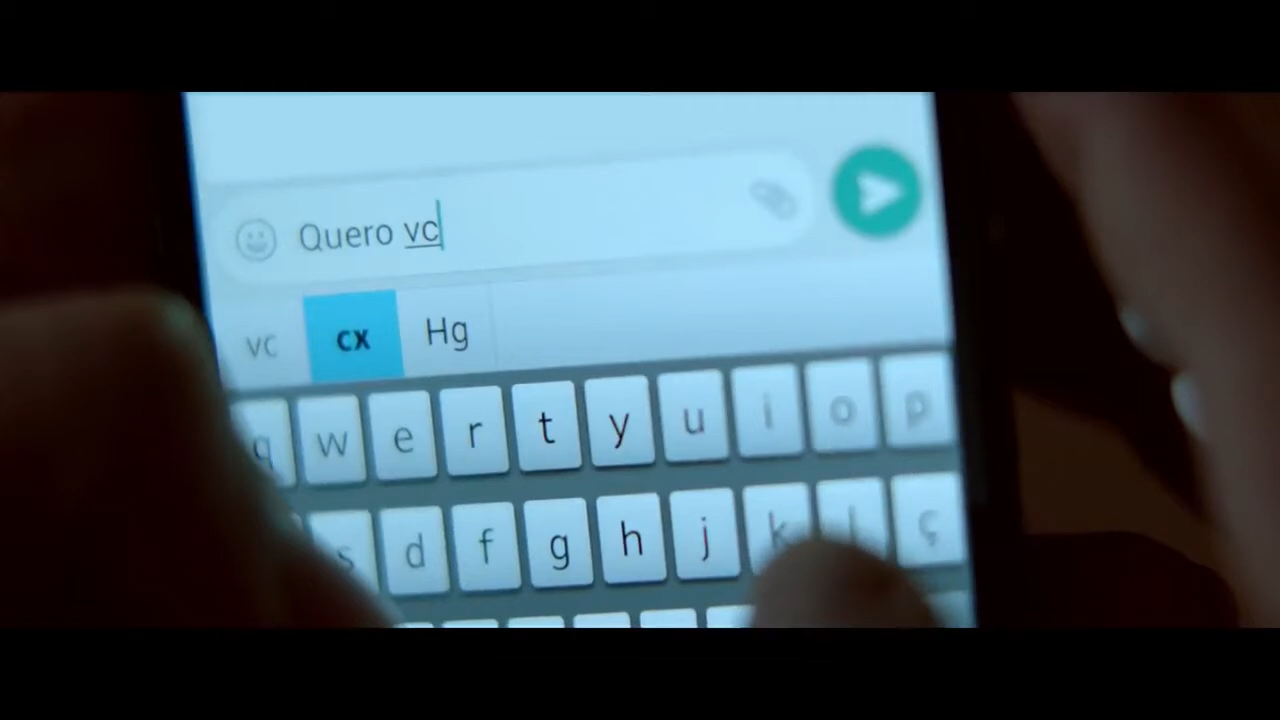 Quero vc
vc cx Hg
q w e r t y u i o p
s d f g h j k l ç